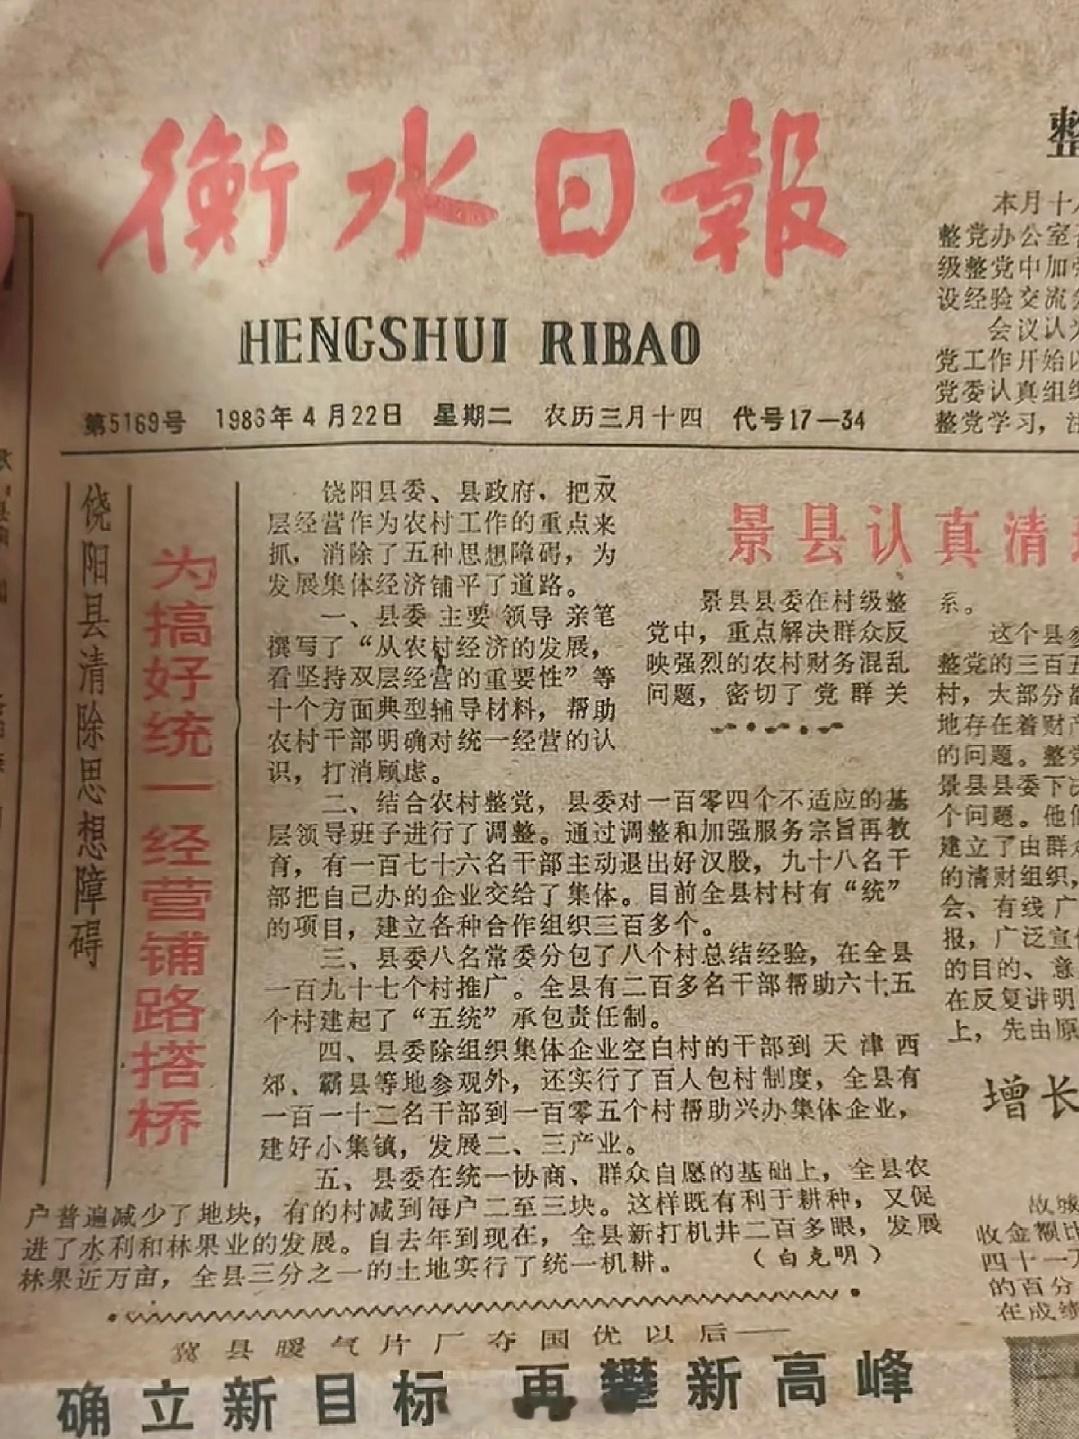 衡水日報
HENGSHUI RIBAO
第5169号 1986年4月22日 星期二 农历三月十四 代号17—34
饶阳县清除思想障碍
为搞好统一经营铺路搭桥
饶阳县委、县政府，把双
层经营作为农村工作的重点来
抓，消除了五种思想障碍，为
发展集体经济铺平了道路。
一、县委主要领导亲笔
撰写了“从农村经济的发展，
看坚持双层经营的重要性”等
十个方面典型辅导材料，帮助
农村干部明确对统一经营的认
识，打消顾虑。
二、结合农村整党，县委对一百零四个不适应的基
层领导班子进行了调整。通过调整和加强服务宗旨再教
育，有一百七十六名干部主动退出好汉股，九十八名干
部把自己办的企业交给了集体。目前全县村村有“统”
的项目，建立各种合作组织三百多个。
三、县委八名常委分包了八个村总结经验，在全县
一百九十七个村推广。全县有二百多名干部帮助六十五
个村建起了“五统”承包责任制。
四、县委除组织集体企业空白村的干部到天津西
郊、霸县等地参观外，还实行了百人包村制度，全县有
一百一十二名干部到一百零五个村帮助兴办集体企业，
建好小集镇，发展二、三产业。
五、县委在统一协商、群众自愿的基础上，全县农
户普遍减少了地块，有的村减到每户二至三块。这样既有利于耕种，又促
进了水利和林果业的发展。自去年到现在，全县新打机井二百多眼，发展
林果近万亩，全县三分之一的土地实行了统一机耕。（白克明）
景县认真清
景县县委在村级整
党中，重点解决群众反
映强烈的农村财务混乱
问题，密切了党群关
系。
这个县参
整党的三百五
村，大部分都
地存在着财产
的问题。整党
景县县委下决
个问题。他们
建立了由群众
的清财组织，
会、有线广
报，广泛宣传
的目的、意
在反复讲明
上，先由原
整
本月十八
整党办公室
级整党中加
设经验交流
会议认为
党工作开始以
党委认真组织
整党学习，注
增长
故城
收金额比
四十一万
的百分
在成绩
冀县暖气片厂夺国优以后——
确立新目标 再攀新高峰